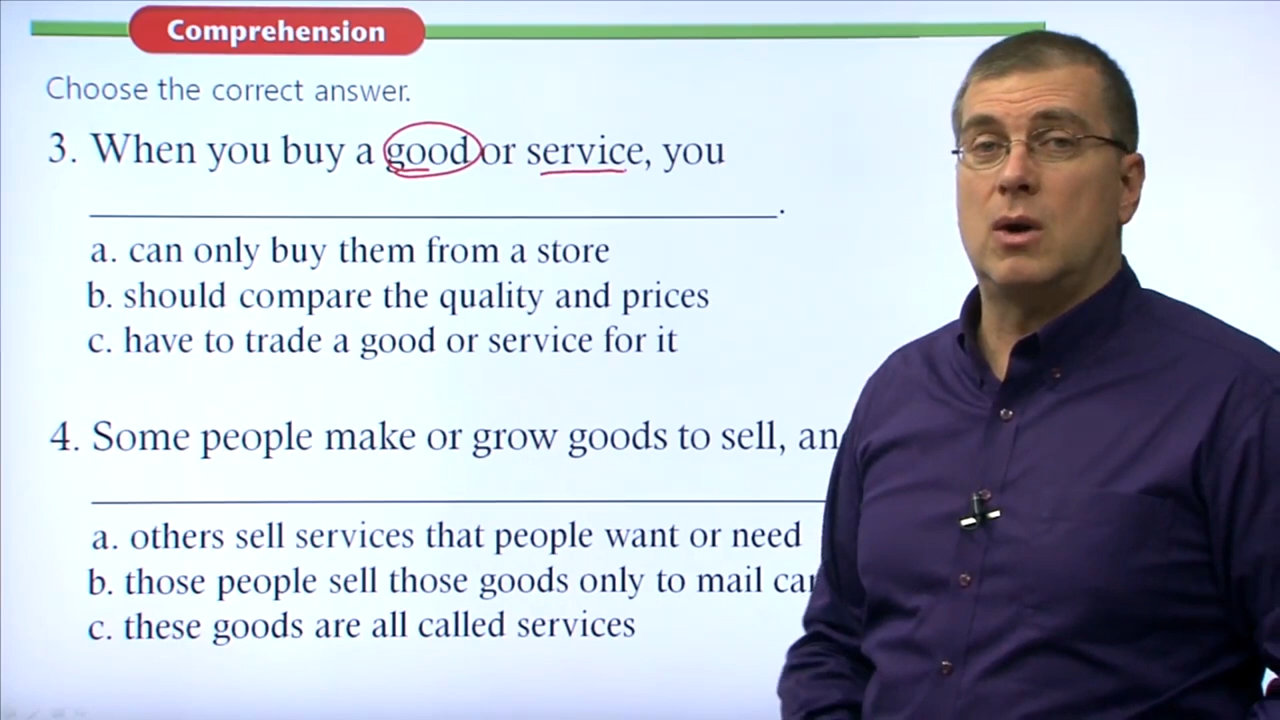 Comprehension
Choose the correct answer.
3. When you buy a good or service, you
.
a. can only buy them from a store
b. should compare the quality and prices
c. have to trade a good or service for it
4. Some people make or grow goods to sell,
a. others sell services that people want or need
b. those people sell those goods only to mail
c. these goods are all called services